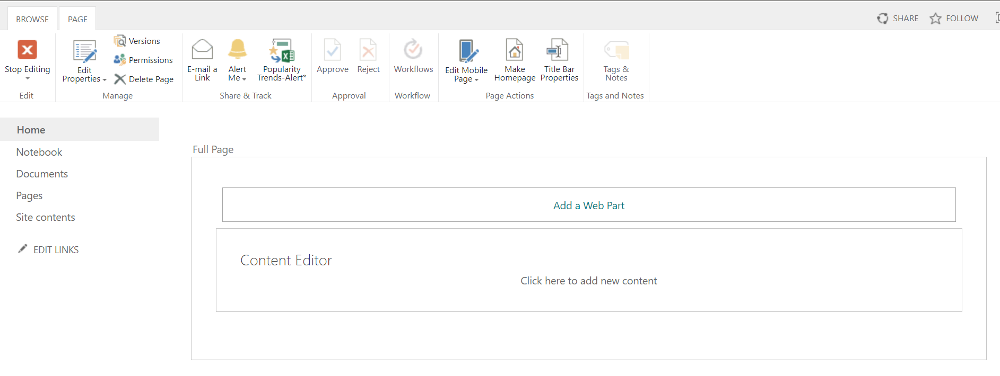 BROWSE
PAGE
SHARE
FOLLOW
Stop Editing
Edit
Edit
Properties
Versions
Permissions
Delete Page
Manage
E-mail a
Link
Alert
Me
Popularity
Trends-Alert*
Share & Track
Approve
Reject
Approval
Workflows
Workflow
Edit Mobile
Page
Make
Homepage
Title Bar
Properties
Page Actions
Tags &
Notes
Tags and Notes
Home
Notebook
Documents
Pages
Site contents
EDIT LINKS
Full Page
Add a Web Part
Content Editor
Click here to add new content